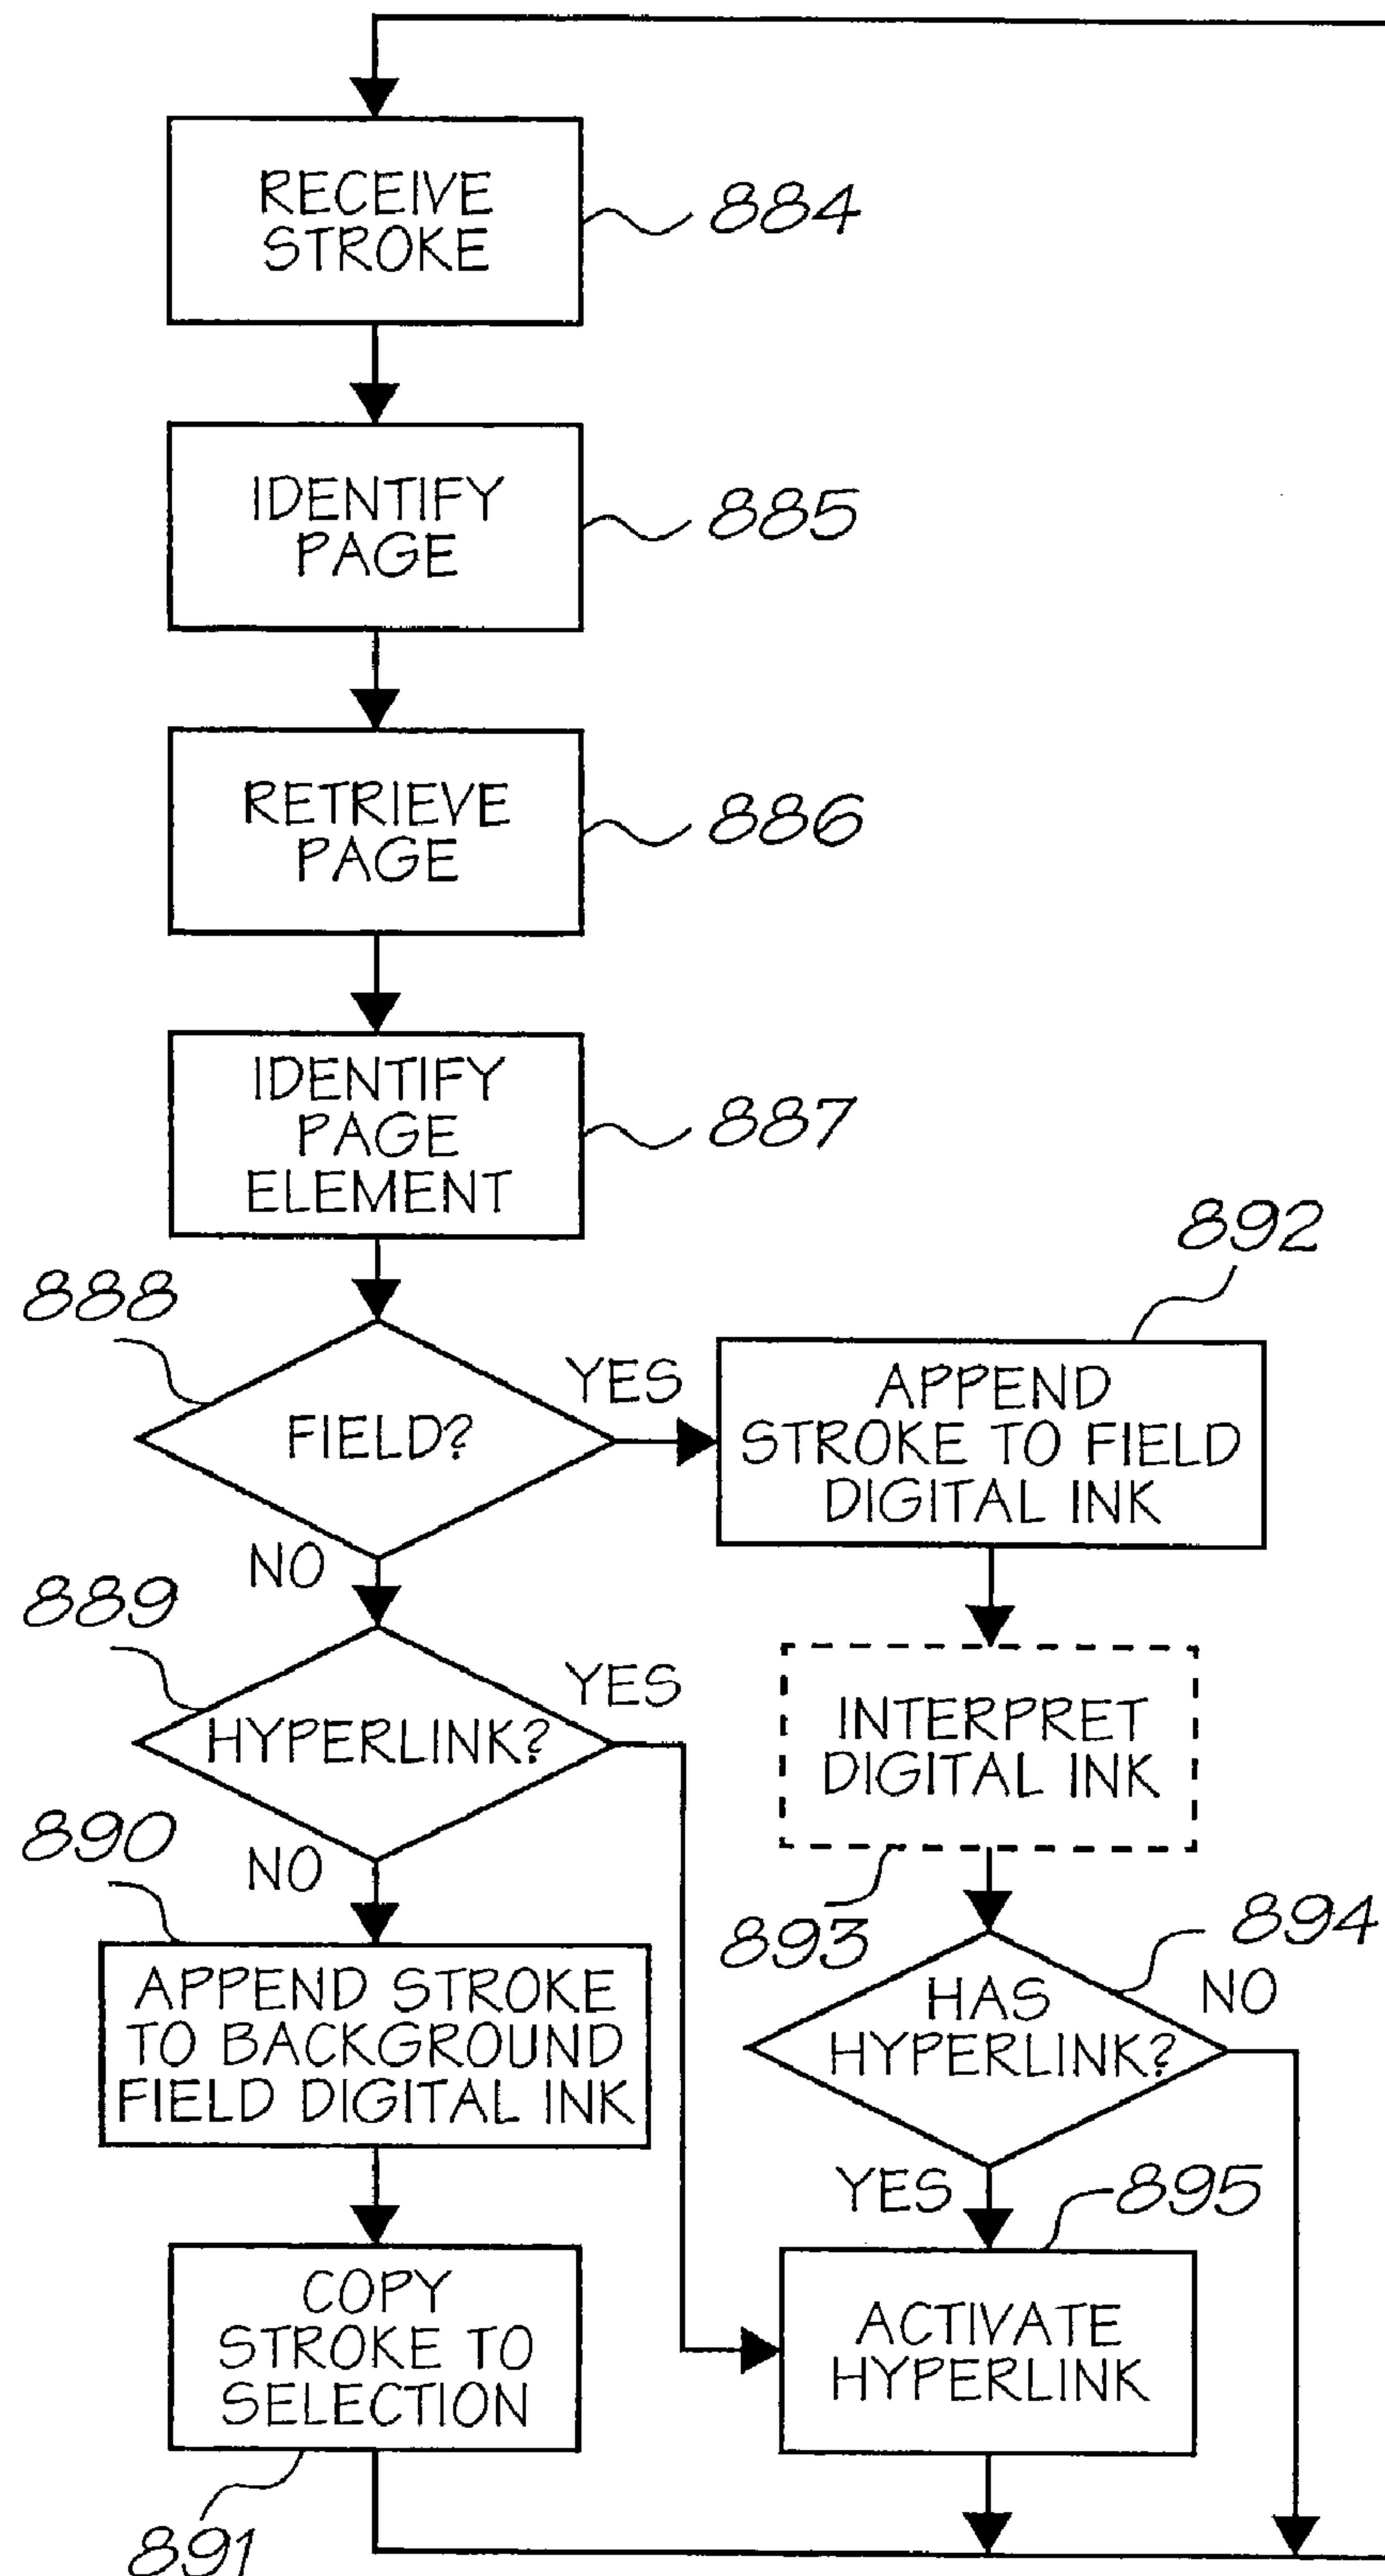 RECEIVE
STROKE
884
IDENTIFY
PAGE
885
RETRIEVE
PAGE
886
IDENTIFY
PAGE
ELEMENT
887
888
FIELD?
YES
NO
892
APPEND
STROKE TO FIELD
DIGITAL INK
889
HYPERLINK?
YES
NO
INTERPRET
DIGITAL INK
893
890
APPEND STROKE
TO BACKGROUND
FIELD DIGITAL INK
894
HAS
HYPERLINK?
NO
YES
895
COPY
STROKE TO
SELECTION
891
ACTIVATE
HYPERLINK